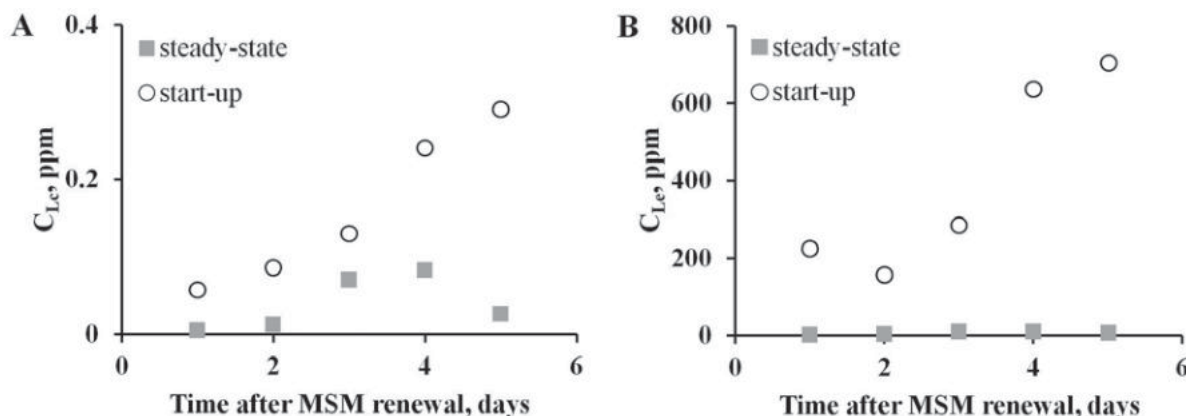 A
0.4
steady-state
start-up
0.2
0
C_Lc, ppm
0 2 4 6
Time after MSM renewal, days
B
800
steady-state
start-up
600
400
200
0
C_Le, ppm
0 2 4 6
Time after MSM renewal, days